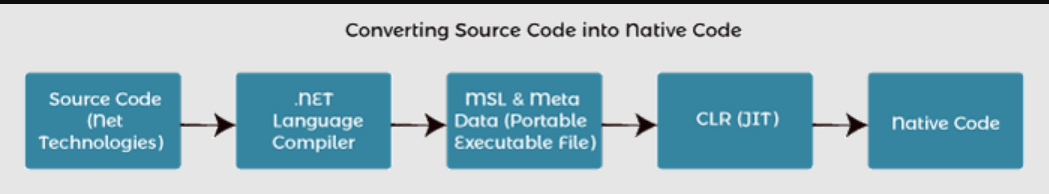 Converting Source Code into Native Code
Source Code
(Net
Technologies)
.NET
Language
Compiler
MSL & Meta
Data (Portable
Executable File)
CLR (JIT)
Native Code